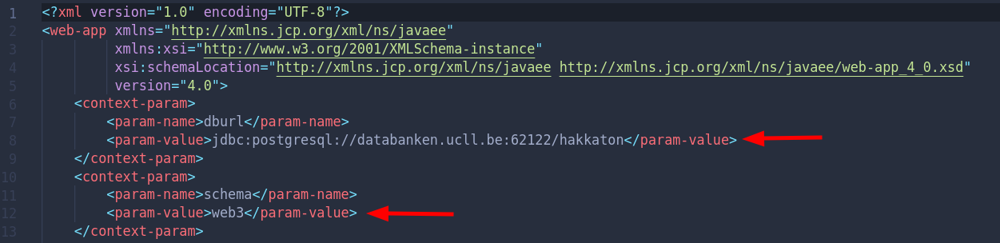 1 <?xml version="1.0" encoding="UTF-8"?>
2 <web-app xmlns="http://xmlns.jcp.org/xml/ns/javaee"
3 xmlns:xsi="http://www.w3.org/2001/XMLSchema-instance"
4 xsi:schemaLocation="http://xmlns.jcp.org/xml/ns/javaee http://xmlns.jcp.org/xml/ns/javaee/web-app_4_0.xsd"
5 version="4.0">
6 <context-param>
7 <param-name>dburl</param-name>
8 <param-value>jdbc:postgresql://databanken.ucll.be:62122/hakkaton</param-value>
9 </context-param>
10 <context-param>
11 <param-name>schema</param-name>
12 <param-value>web3</param-value>
13 </context-param>